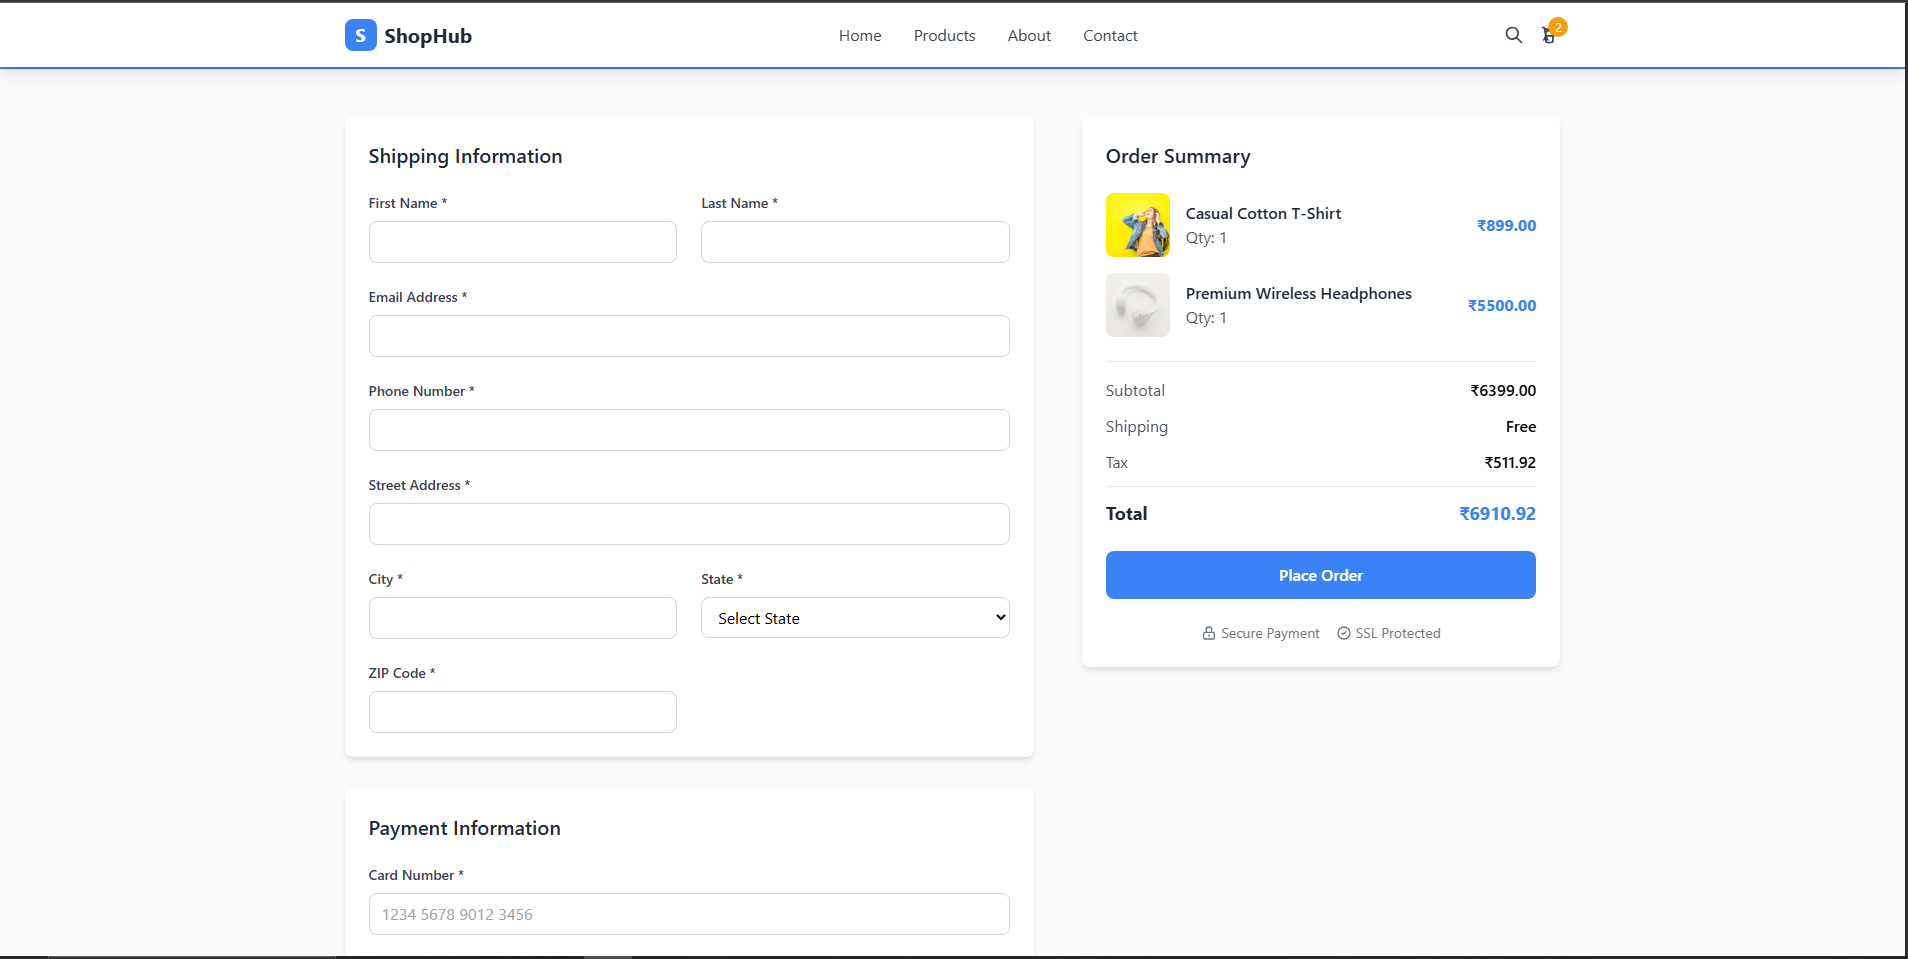 S ShopHub
Home Products About Contact
2
Shipping Information
First Name * Last Name *
Email Address *
Phone Number *
Street Address *
City * State *
Select State
ZIP Code *
Payment Information
Card Number *
1234 5678 9012 3456
Order Summary
Casual Cotton T-Shirt
Qty: 1
₹899.00
Premium Wireless Headphones
Qty: 1
₹5500.00
Subtotal ₹6399.00
Shipping Free
Tax ₹511.92
Total ₹6910.92
Place Order
Secure Payment SSL Protected